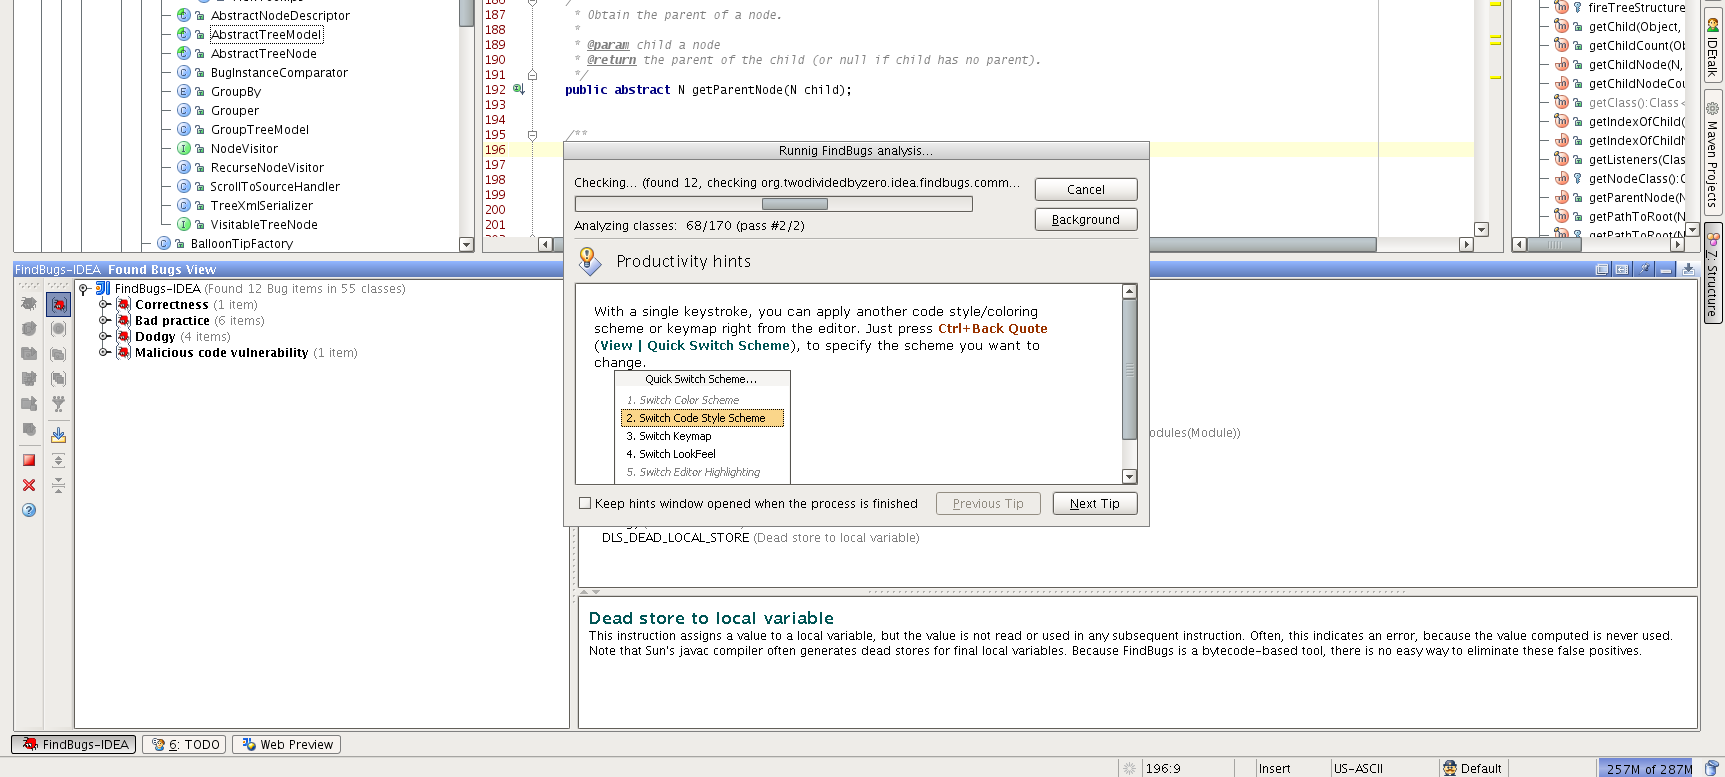 AbstractNodeDescriptor
AbstractTreeModel
AbstractTreeNode
BugInstanceComparator
GroupBy
Grouper
GroupTreeModel
NodeVisitor
RecurseNodeVisitor
ScrollToSourceHandler
TreeXmlSerializer
VisitableTreeNode
BalloonTipFactory
187 * Obtain the parent of a node.
188 *
189 * @param child a node
190 * @return the parent of the child (or null if child has no parent).
191 */
192 public abstract N getParentNode(N child);
193
194
195 /**
196
197
198
199
200
201
fireTreeStructure
getChild(Object,
getChildCount(Ob
getChildNode(N,
getChildNodeCou
getClass():Class<
getIndexOfChild(
getIndexOfChildN
getListeners(Clas
getNodeClass():C
getParentNode(N
getPathToRoot(N
getPathToRoot(N
IDEtalk
Maven Projects
Z: Structure
Runnig FindBugs analysis...
Checking... (found 12, checking org.twodividedbyzero.idea.findbugs.comm...
Cancel
Analyzing classes: 68/170 (pass #2/2)
Background
Productivity hints
With a single keystroke, you can apply another code style/coloring
scheme or keymap right from the editor. Just press Ctrl+Back Quote
(View | Quick Switch Scheme), to specify the scheme you want to
change.
Quick Switch Scheme...
1. Switch Color Scheme
2. Switch Code Style Scheme
3. Switch Keymap
4. Switch LookFeel
5. Switch Editor Highlighting
Keep hints window opened when the process is finished
Previous Tip
Next Tip
FindBugs-IDEA Found Bugs View
FindBugs-IDEA (Found 12 Bug items in 55 classes)
Correctness (1 item)
Bad practice (6 items)
Dodgy (4 items)
Malicious code vulnerability (1 item)
odules(Module))
DLS_DEAD_LOCAL_STORE (Dead store to local variable)
Dead store to local variable
This instruction assigns a value to a local variable, but the value is not read or used in any subsequent instruction. Often, this indicates an error, because the value computed is never used.
Note that Sun's javac compiler often generates dead stores for final local variables. Because FindBugs is a bytecode-based tool, there is no easy way to eliminate these false positives.
FindBugs-IDEA
6: TODO
Web Preview
196:9
Insert
US-ASCII
Default
257M of 287M